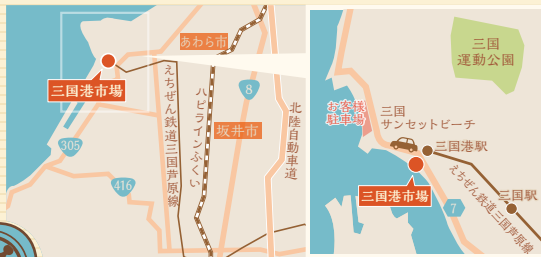 あわら市
三国港市場
8
えちぜん鉄道三国芦原線
ハピラインふくい
坂井市
北陸自動車道
305
416
三国
運動公園
お客様
駐車場
三国
サンセットビーチ
三国港駅
三国港市場
えちぜん鉄道三国芦原線
三国駅
7